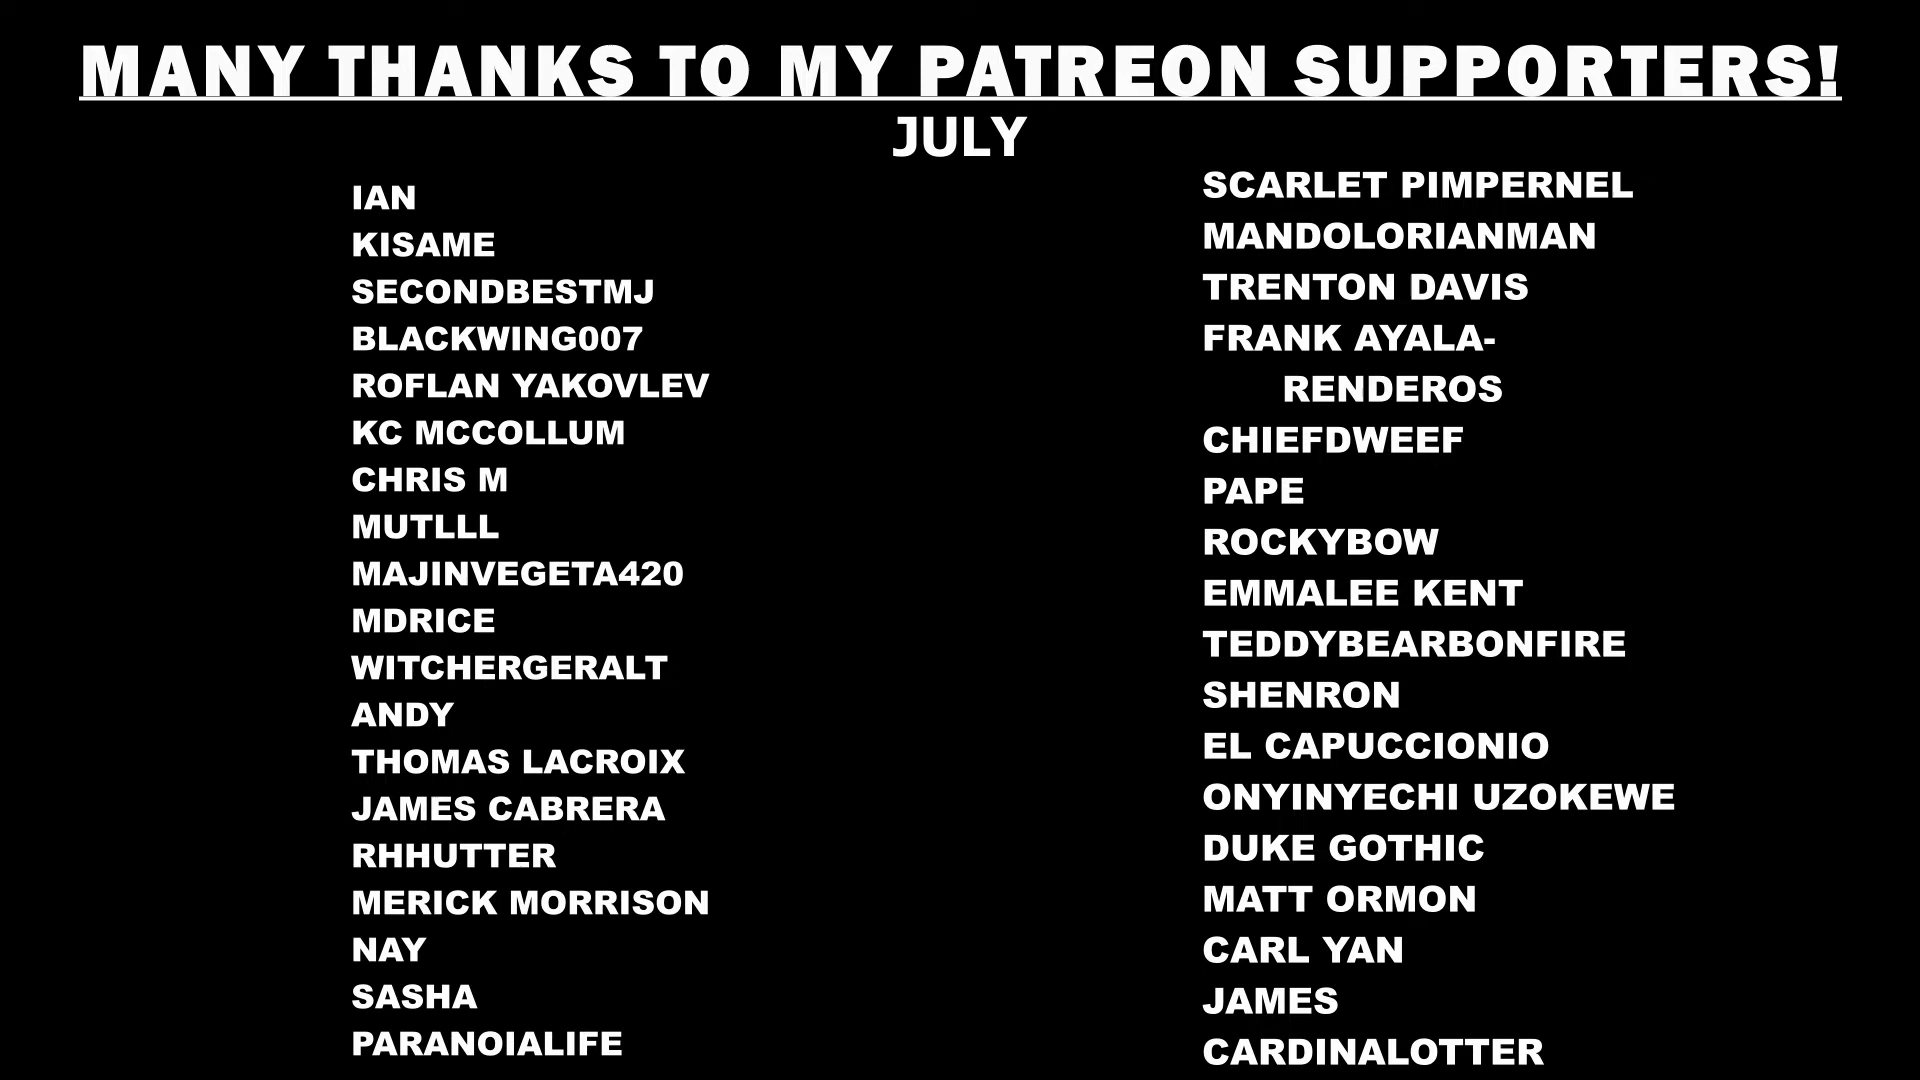 MANY THANKS TO MY PATREON SUPPORTERS!
JULY
IAN
KISAME
SECONDBESTMJ
BLACKWING007
ROFLAN YAKOVLEV
KC MCCOLLUM
CHRIS M
MUTLLL
MAJINVEGETA420
MDRICE
WITCHERGERALT
ANDY
THOMAS LACROIX
JAMES CABRERA
RHHUTTER
MERICK MORRISON
NAY
SASHA
PARANOIALIFE
SCARLET PIMPERNEL
MANDOLORIANMAN
TRENTON DAVIS
FRANK AYALA-
RENDEROS
CHIEFDWEEF
PAPE
ROCKYBOW
EMMALEE KENT
TEDDYBEARBONFIRE
SHENRON
EL CAPUCCIONIO
ONYINYECHI UZOKEWE
DUKE GOTHIC
MATT ORMON
CARL YAN
JAMES
CARDINALOTTER